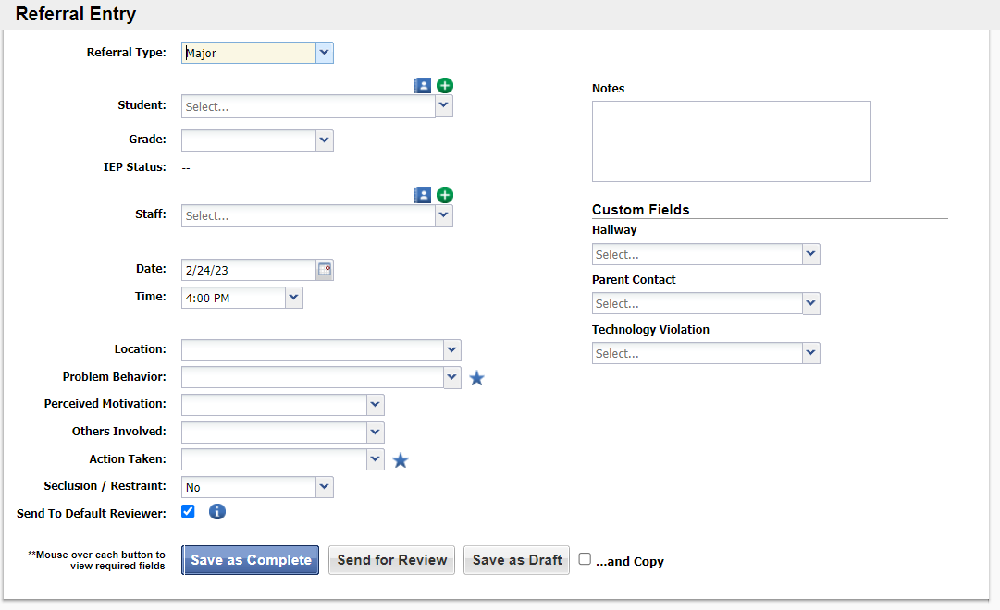 Referral Entry
Referral Type: Major
Student: Select...
Grade:
IEP Status: --
Staff: Select...
Date: 2/24/23
Time: 4:00 PM
Location:
Problem Behavior:
Perceived Motivation:
Others Involved:
Action Taken:
Seclusion / Restraint: No
Send To Default Reviewer:
**Mouse over each button to
view required fields
Save as Complete Send for Review Save as Draft ...and Copy
Notes
Custom Fields
Hallway
Select...
Parent Contact
Select...
Technology Violation
Select...